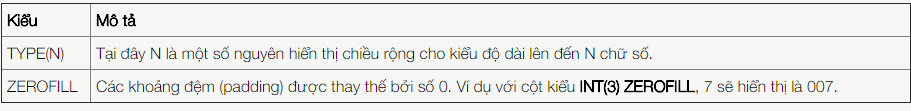 Kiểu Mô tả
TYPE(N) Tại đây N là một số nguyên hiển thị chiều rộng cho kiểu độ dài lên đến N chữ số.
ZEROFILL Các khoảng đệm (padding) được thay thế bởi số 0. Ví dụ với cột kiểu INT(3) ZEROFILL, 7 sẽ hiển thị là 007.